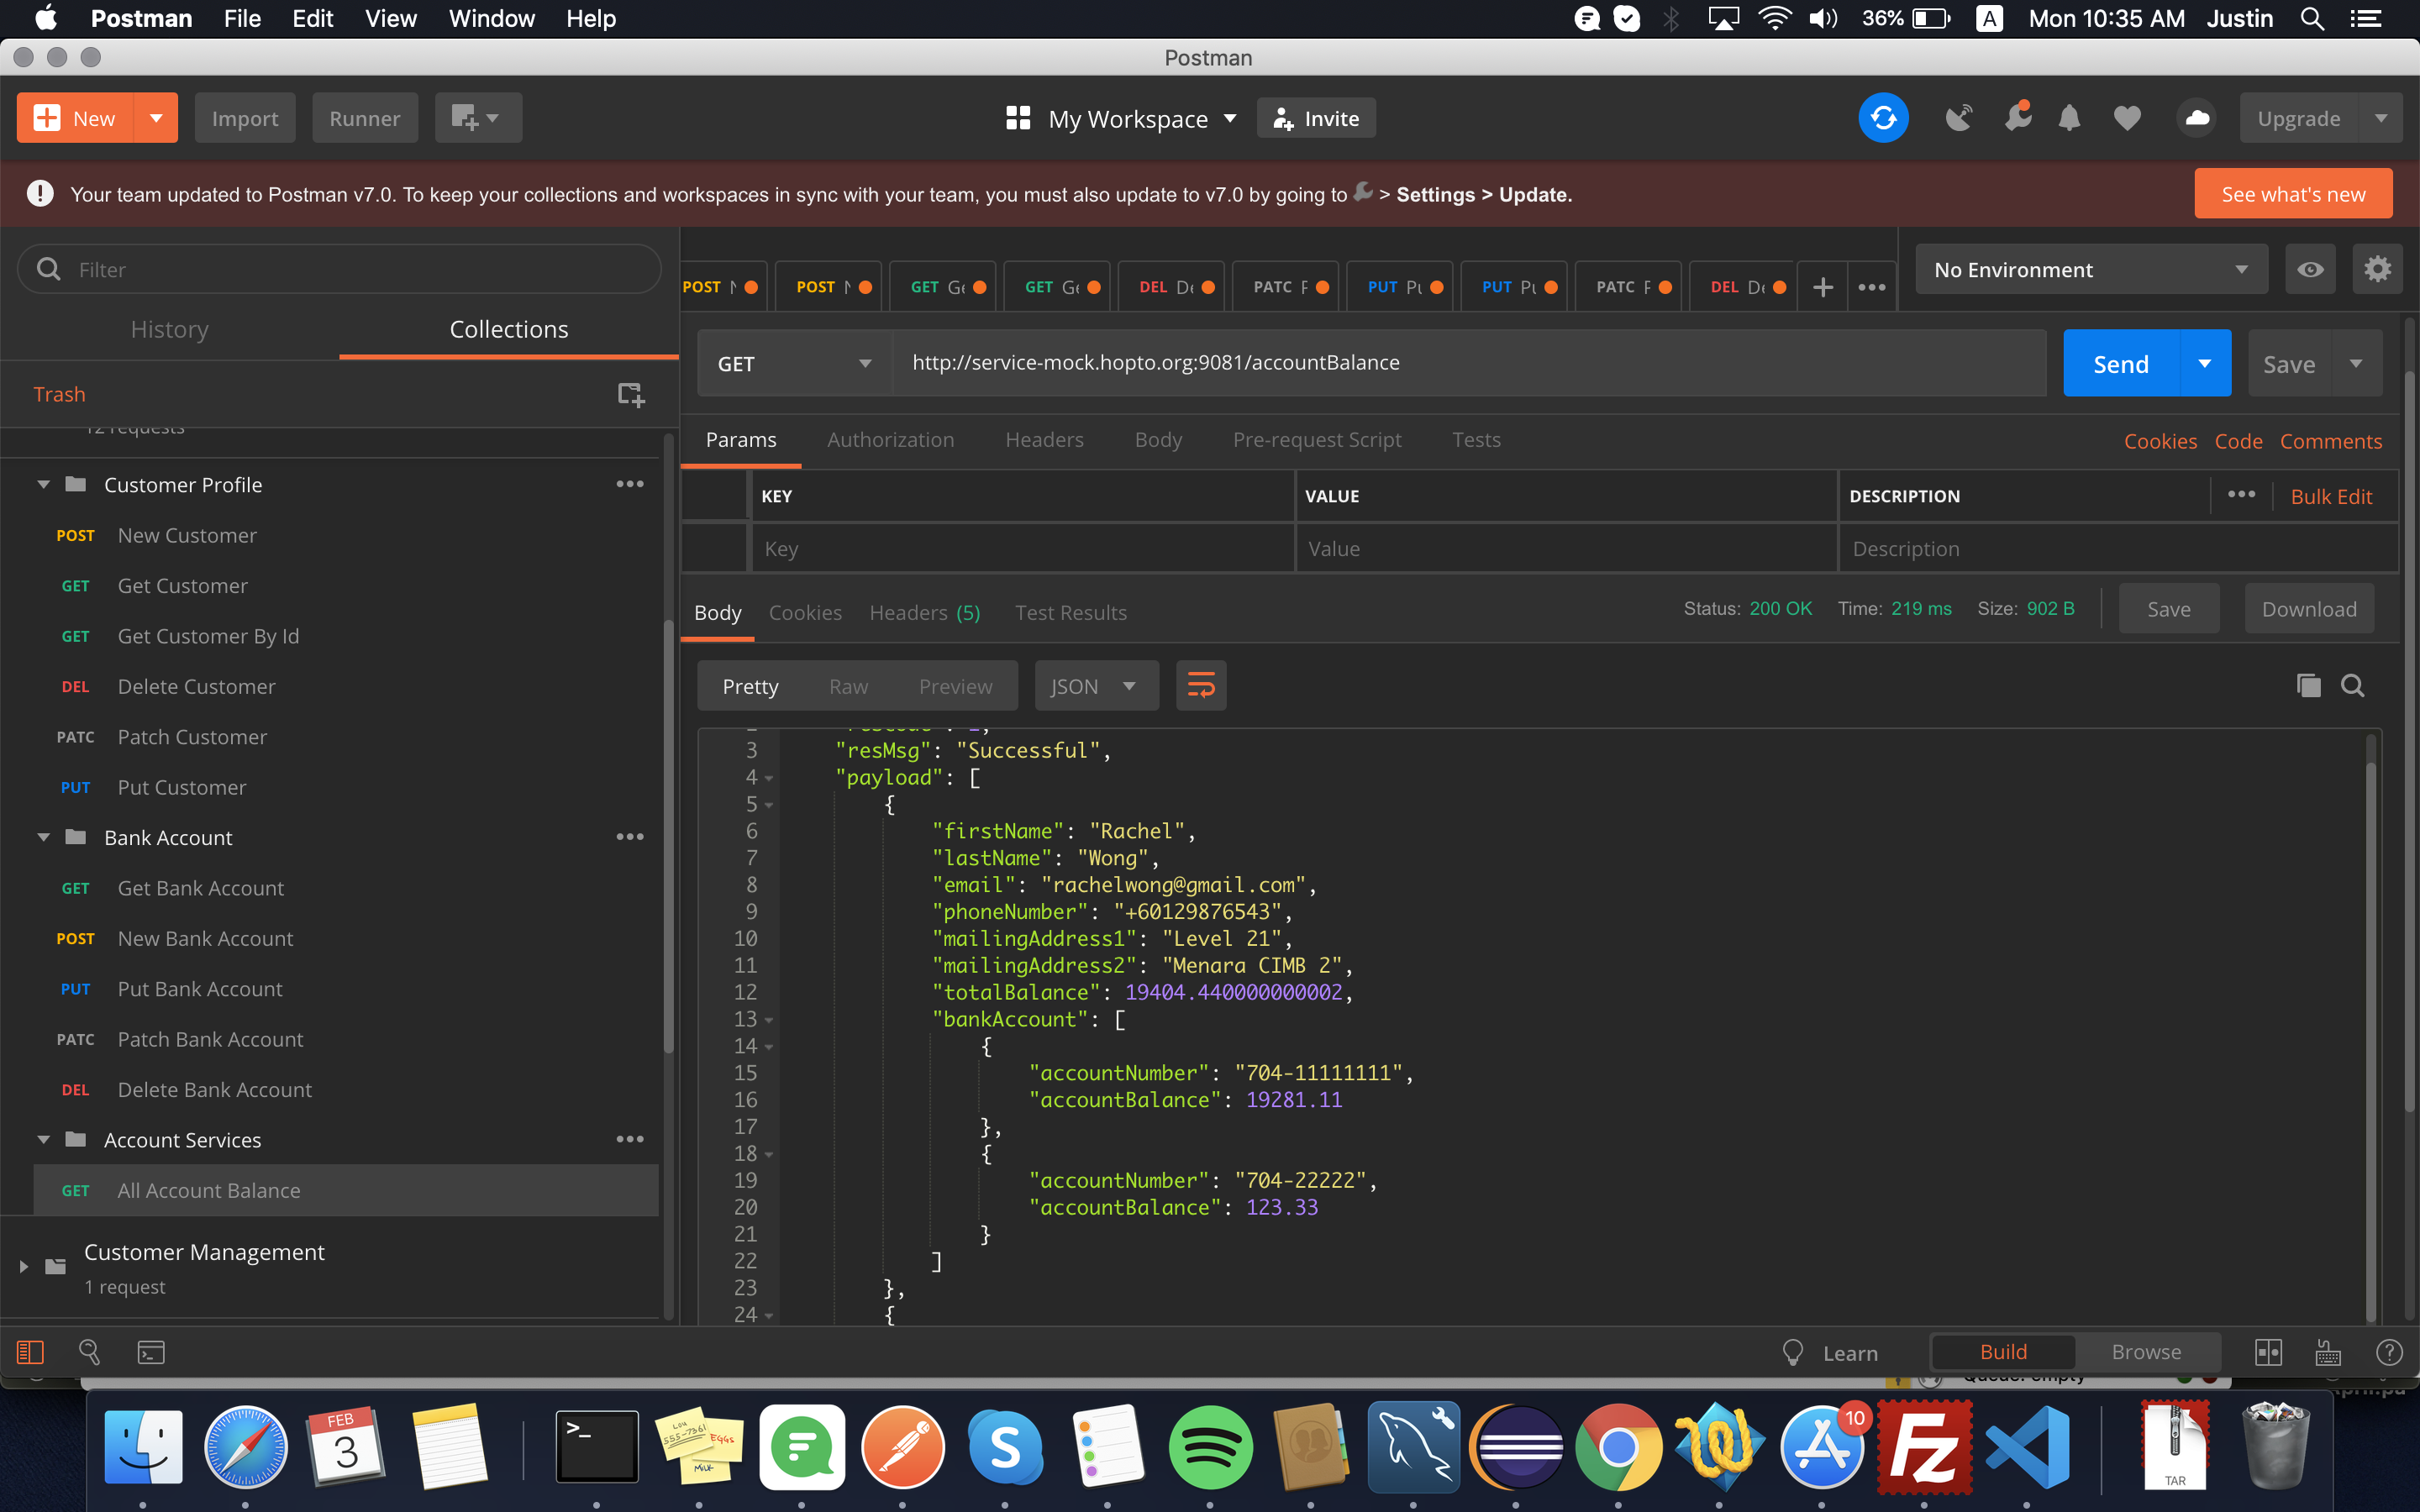 Postman File Edit View Window Help 36% A Mon 10:35 AM Justin
Postman
New Import Runner My Workspace Invite Upgrade
Your team updated to Postman v7.0. To keep your collections and workspaces in sync with your team, you must also update to v7.0 by going to > Settings > Update. See what's new
Filter
History Collections
Trash
12 requests
Customer Profile
POST New Customer
GET Get Customer
GET Get Customer By Id
DEL Delete Customer
PATC Patch Customer
PUT Put Customer
Bank Account
GET Get Bank Account
POST New Bank Account
PUT Put Bank Account
PATC Patch Bank Account
DEL Delete Bank Account
Account Services
GET All Account Balance
Customer Management
1 request
POST POST GET Ge GET Ge DEL De PATC PUT Pu PUT Pu PATC DEL De
No Environment
GET http://service-mock.hopto.org:9081/accountBalance Send Save
Params Authorization Headers Body Pre-request Script Tests Cookies Code Comments
KEY VALUE DESCRIPTION Bulk Edit
Key Value Description
Body Cookies Headers (5) Test Results Status: 200 OK Time: 219 ms Size: 902 B Save Download
Pretty Raw Preview JSON
3 "resMsg": "Successful",
4 "payload": [
5 {
6 "firstName": "Rachel",
7 "lastName": "Wong",
8 "email": "rachelwong@gmail.com",
9 "phoneNumber": "+60129876543",
10 "mailingAddress1": "Level 21",
11 "mailingAddress2": "Menara CIMB 2",
12 "totalBalance": 19404.440000000002,
13 "bankAccount": [
14 {
15 "accountNumber": "704-11111111",
16 "accountBalance": 19281.11
17 },
18 {
19 "accountNumber": "704-22222",
20 "accountBalance": 123.33
21 }
22 ]
23 },
24 {
Learn Build Browse
Queue: empty
FEB
3
>_
EGGS
MILK
S
10
Fz
TAR